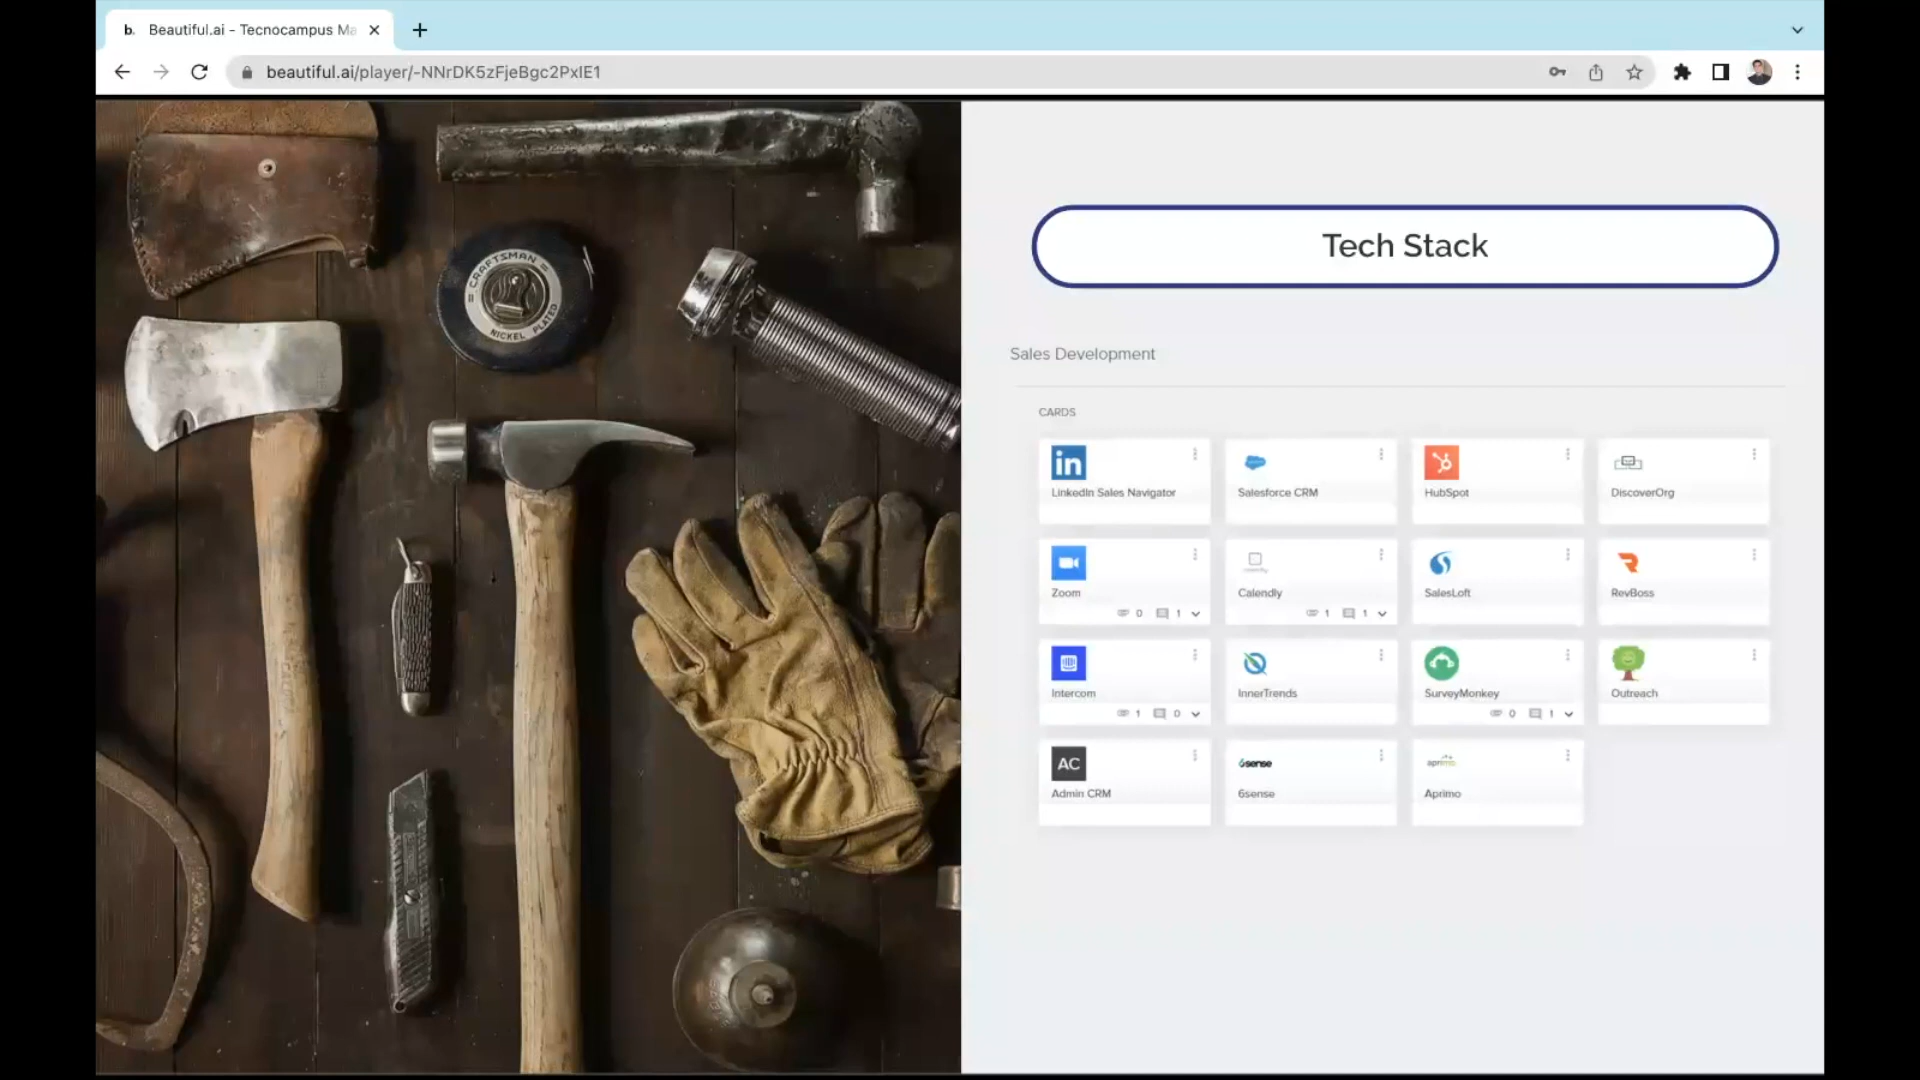 b. Beautiful.ai - Tecnocampus Ma
beautiful.ai/player/-NNrDK5zFjeBgc2PxIE1
CRAFTSMAN
NICKEL PLATED
Tech Stack
Sales Development
CARDS
in
LinkedIn Sales Navigator
Salesforce CRM
HubSpot
DiscoverOrg
Zoom
0 1
Calendly
1 1
SalesLoft
RevBoss
Intercom
1 0
InnerTrends
SurveyMonkey
0 1
Outreach
AC
Admin CRM
6sense
6sense
aprimo
Aprimo